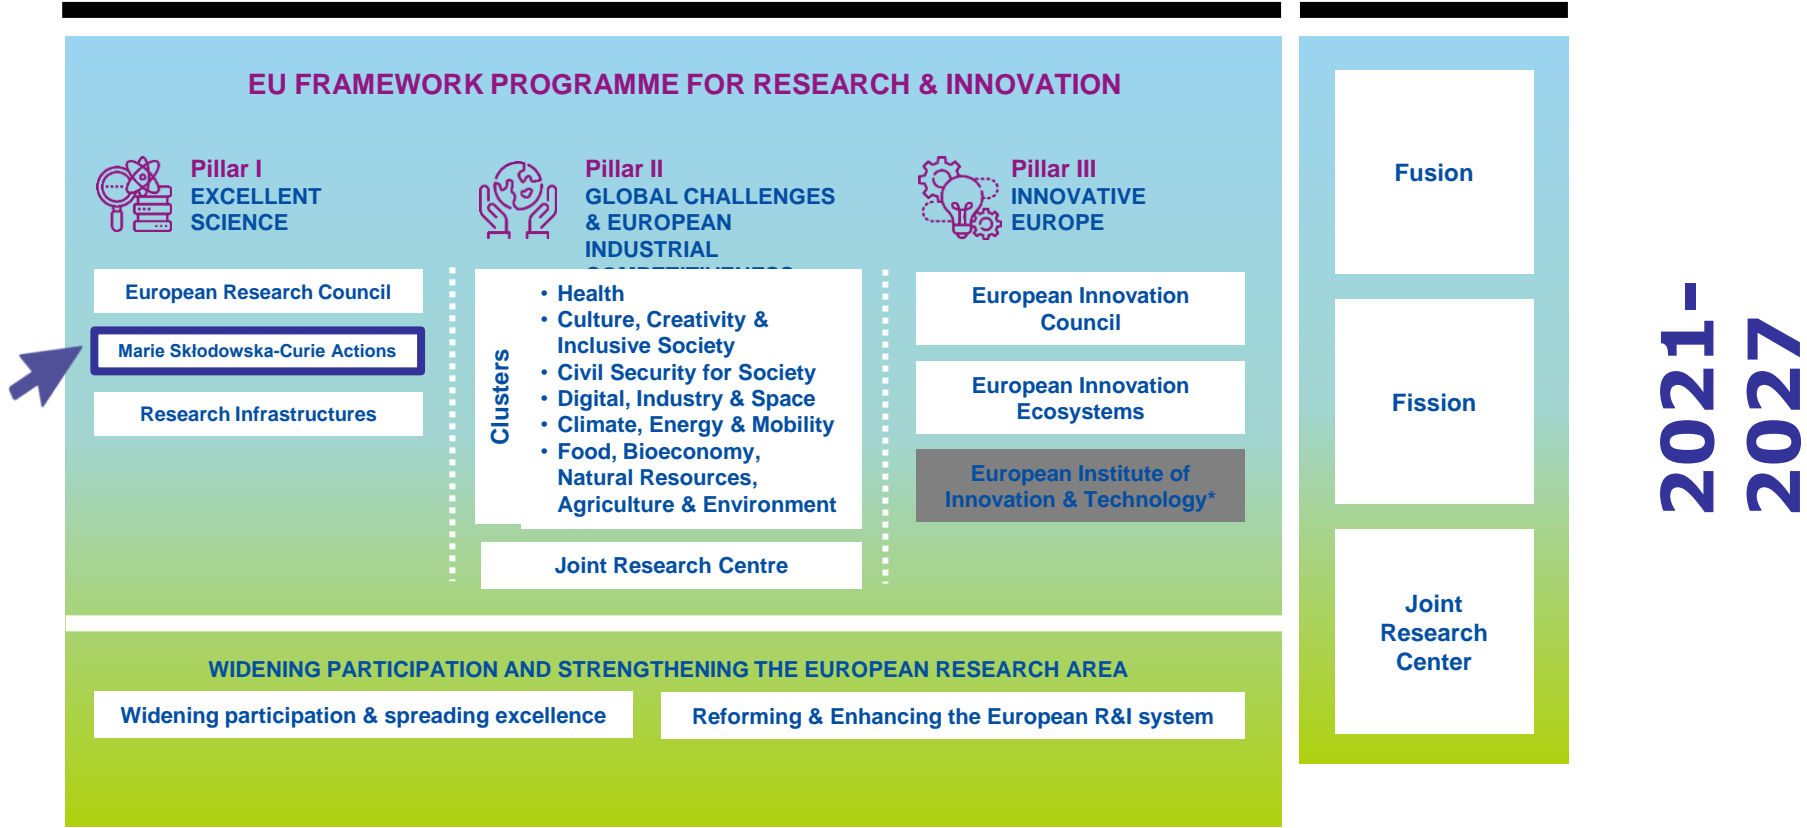 EU FRAMEWORK PROGRAMME FOR RESEARCH & INNOVATION
Pillar I
EXCELLENT
SCIENCE
European Research Council
Marie Skłodowska-Curie Actions
Research Infrastructures
Pillar II
GLOBAL CHALLENGES
& EUROPEAN
INDUSTRIAL
Clusters
• Health
• Culture, Creativity &
Inclusive Society
• Civil Security for Society
• Digital, Industry & Space
• Climate, Energy & Mobility
• Food, Bioeconomy,
Natural Resources,
Agriculture & Environment
Joint Research Centre
Pillar III
INNOVATIVE
EUROPE
European Innovation
Council
European Innovation
Ecosystems
European Institute of
Innovation & Technology*
WIDENING PARTICIPATION AND STRENGTHENING THE EUROPEAN RESEARCH AREA
Widening participation & spreading excellence
Reforming & Enhancing the European R&I system
Fusion
Fission
Joint
Research
Center
2021-
2027